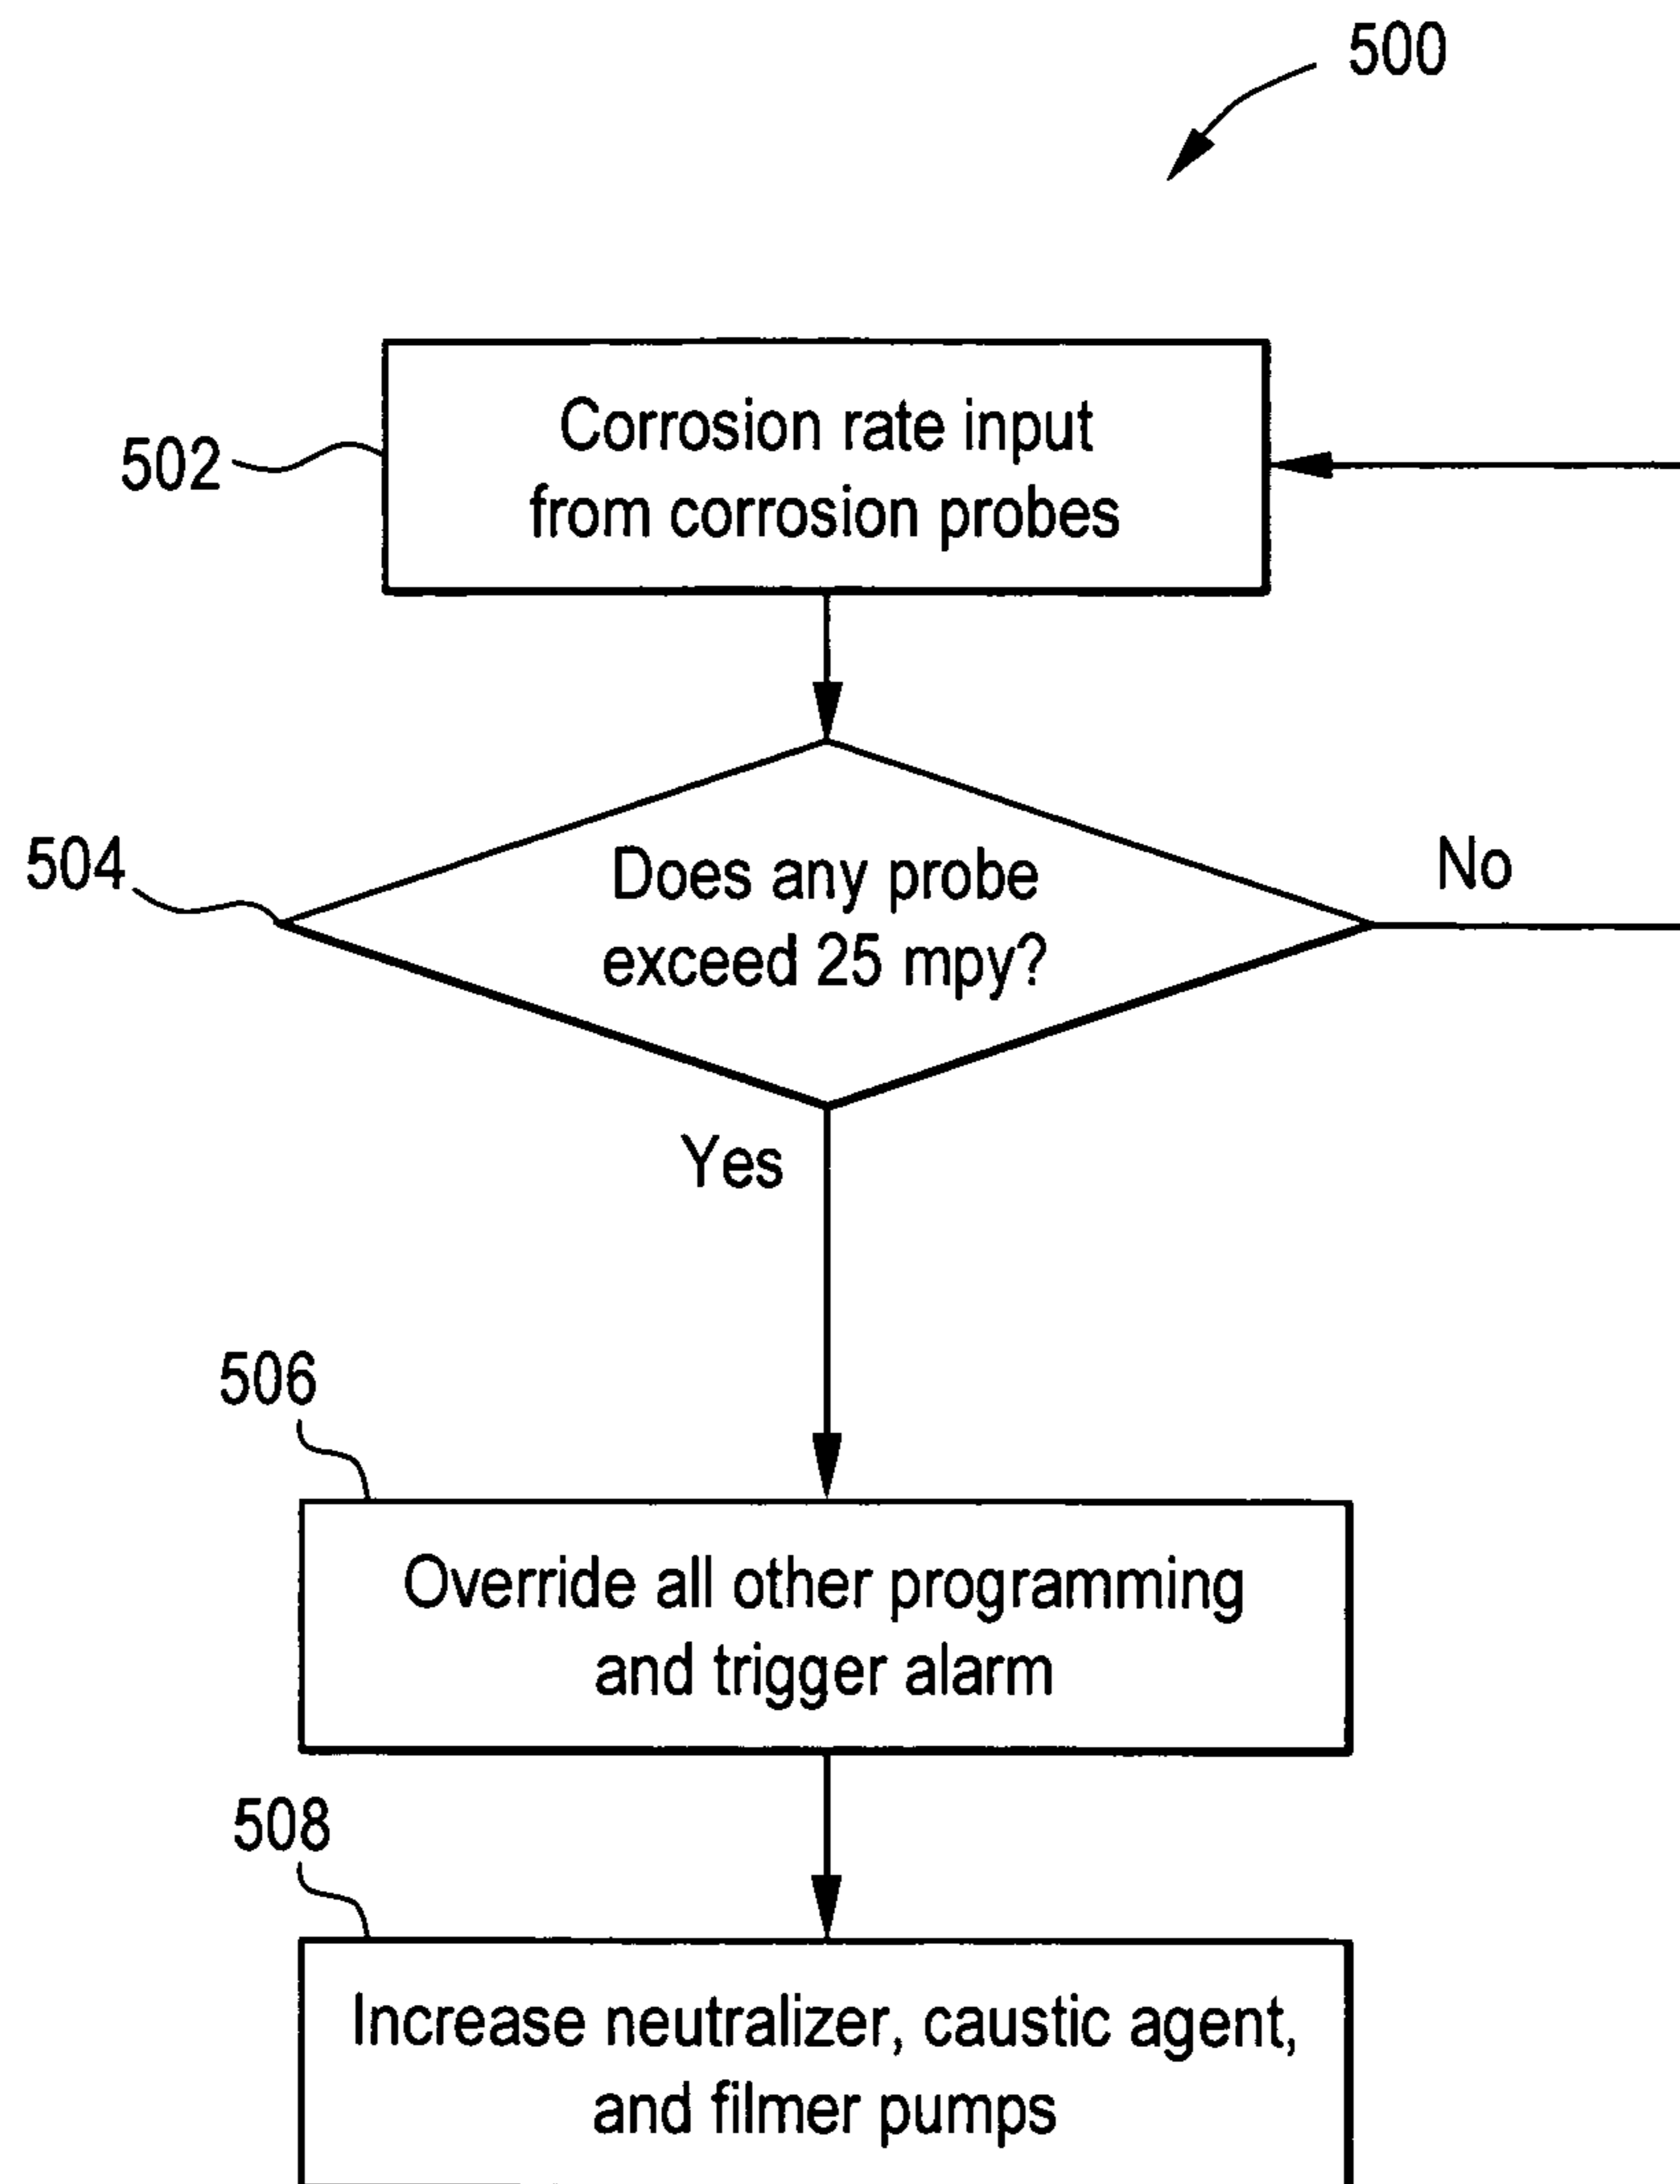 500
502
Corrosion rate input
from corrosion probes
504
Does any probe
exceed 25 mpy?
No
Yes
506
Override all other programming
and trigger alarm
508
Increase neutralizer, caustic agent,
and filmer pumps